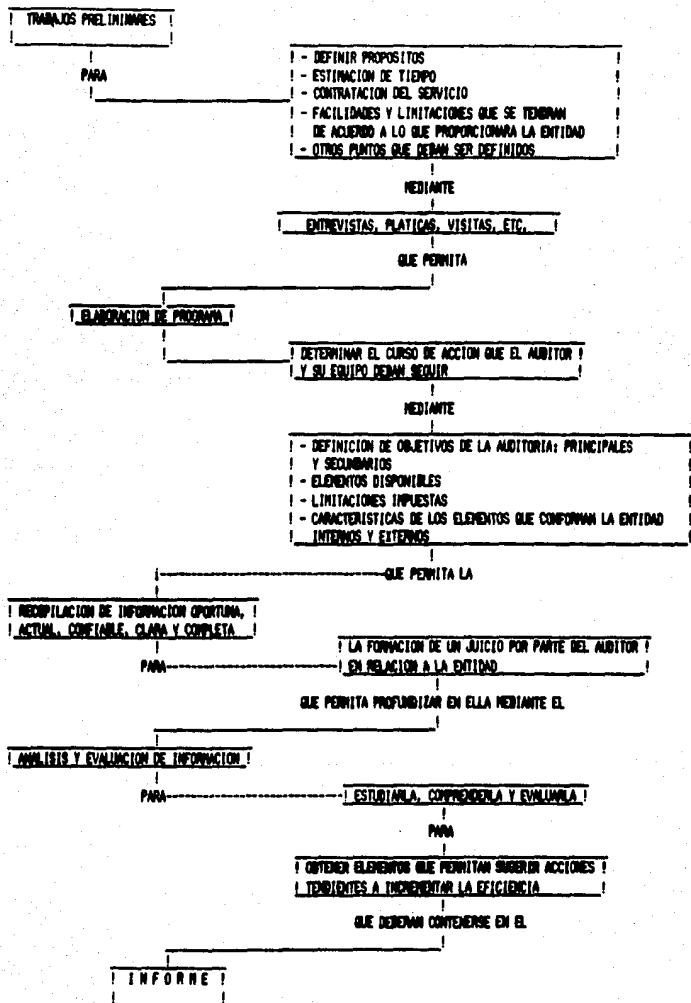 TRABAJOS PRELIMINARES
PARA
- DEFINIR PROPOSITOS
- ESTIMACION DE TIEMPO
- CONTRATACION DEL SERVICIO
- FACILIDADES Y LIMITACIONES QUE SE TENDRAN
DE ACUERDO A LO QUE PROPORCIONARA LA ENTIDAD
- OTROS PUNTOS QUE DEBAN SER DEFINIDOS
MEDIANTE
ENTREVISTAS, PLATICAS, VISITAS, ETC.
QUE PERMITA
ELABORACION DE PROGRAMA
DETERMINAR EL CURSO DE ACCION QUE EL AUDITOR
Y SU EQUIPO DEBAN SEGUIR
MEDIANTE
- DEFINICION DE OBJETIVOS DE LA AUDITORIA: PRINCIPALES
Y SECUNDARIOS
- ELEMENTOS DISPONIBLES
- LIMITACIONES IMPUESTAS
- CARACTERISTICAS DE LOS ELEMENTOS QUE CONFORMAN LA ENTIDAD
INTERNOS Y EXTERNOS
QUE PERMITA LA
RECOPILACION DE INFORMACION OPORTUNA,
ACTUAL, CONFIABLE, CLARA Y COMPLETA
PARA
LA FORMACION DE UN JUICIO POR PARTE DEL AUDITOR
EN RELACION A LA ENTIDAD
QUE PERMITA PROFUNDIZAR EN ELLA MEDIANTE EL
ANALISIS Y EVALUACION DE INFORMACION
PARA
ESTUDIARLA, COMPRENDERLA Y EVALUARLA
PARA
OBTENER ELEMENTOS QUE PERMITAN SUGERIR ACCIONES
TENDIENTES A INCREMENTAR LA EFICIENCIA
QUE DEBERAN CONTENERSE EN EL
INFORME